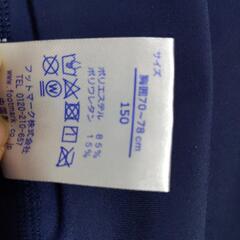 サイズ
胸囲70～78cm
150
ポリエステル 85%
ポリウレタン 15%
フットマーク株式会社
TEL 0120-210-657